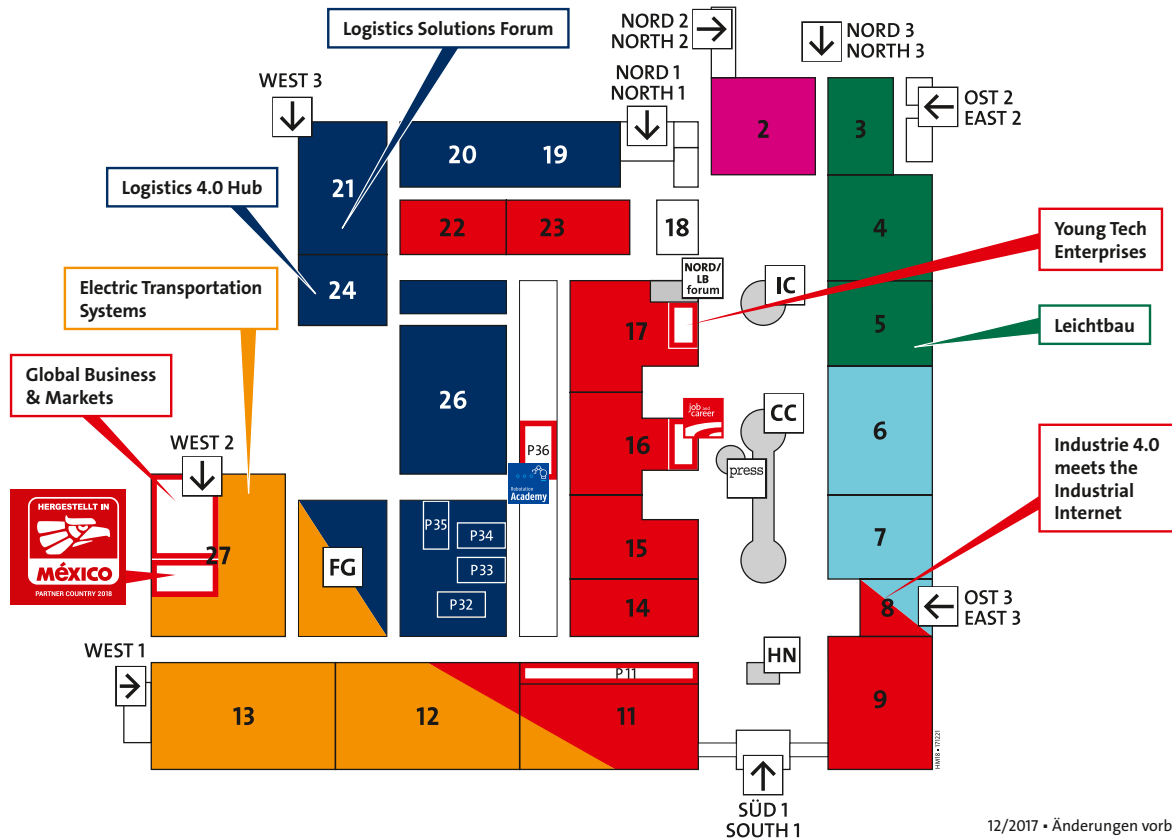 Logistics Solutions Forum
NORD 2
NORTH 2
NORD 3
NORTH 3
WEST 3
NORD 1
NORTH 1
OST 2
EAST 2
2
3
20
19
21
Logistics 4.0 Hub
22
23
18
4
Young Tech
Enterprises
NORD/
LB
forum
IC
24
Electric Transportation
Systems
17
5
Leichtbau
Global Business
& Markets
26
job and
career
CC
6
WEST 2
P36
16
press
Industrie 4.0
meets the
Industrial
Internet
Robotation
Academy
HERGESTELLT IN
MÉXICO
PARTNER COUNTRY 2018
27
FG
P35
P34
P33
P32
15
7
14
8
OST 3
EAST 3
WEST 1
HN
P11
13
12
11
9
HM18 • 171221
SÜD 1
SOUTH 1
12/2017 • Änderungen vorb